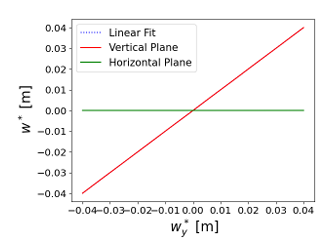 Linear Fit
Vertical Plane
Horizontal Plane
0.04
0.03
0.02
0.01
0.00
−0.01
−0.02
−0.03
−0.04
w* [m]
−0.04−0.03−0.02−0.01 0.00 0.01 0.02 0.03 0.04
w_y* [m]